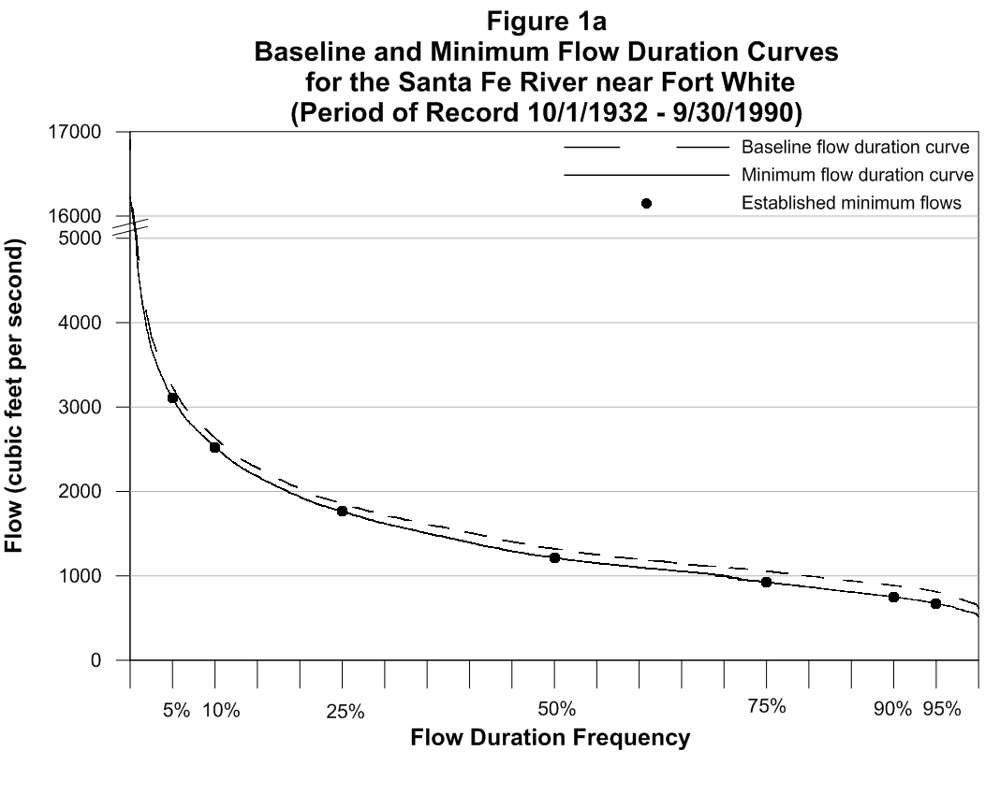 Figure 1a
Baseline and Minimum Flow Duration Curves
for the Santa Fe River near Fort White
(Period of Record 10/1/1932 - 9/30/1990)
17000
Baseline flow duration curve
Minimum flow duration curve
Established minimum flows
16000
5000
4000
3000
2000
1000
0
Flow (cubic feet per second)
5% 10% 25% 50% 75% 90% 95%
Flow Duration Frequency